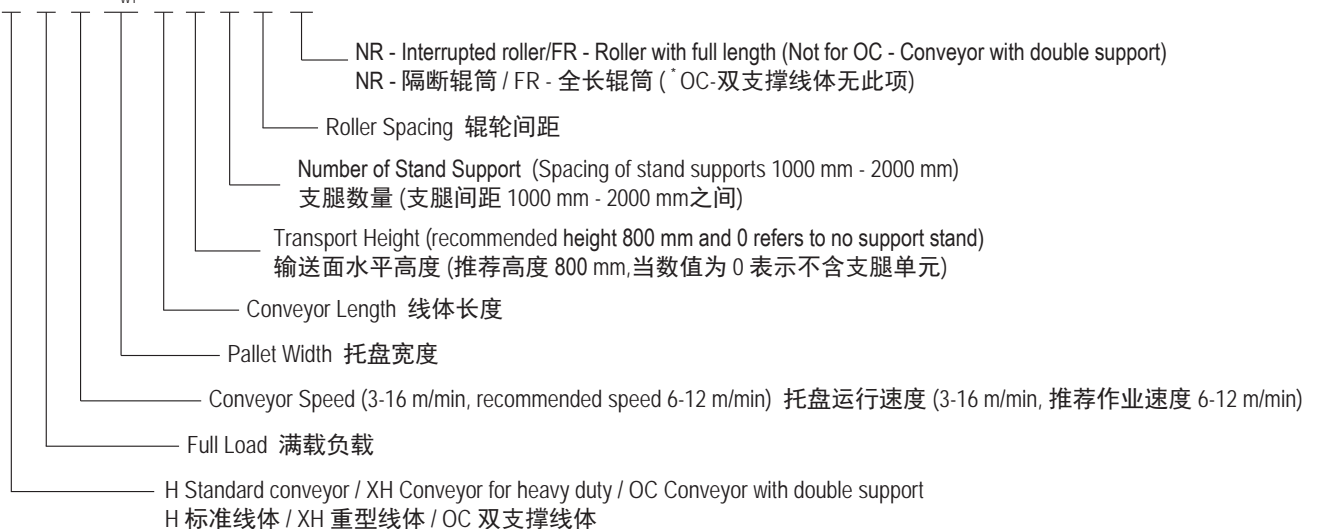 NR - Interrupted roller/FR - Roller with full length (Not for OC - Conveyor with double support)
NR - 隔断辊筒 / FR - 全长辊筒 ( *OC-双支撑线体无此项)
Roller Spacing 辊轮间距
Number of Stand Support (Spacing of stand supports 1000 mm - 2000 mm)
支腿数量 (支腿间距 1000 mm - 2000 mm之间)
Transport Height (recommended height 800 mm and 0 refers to no support stand)
输送面水平高度 (推荐高度 800 mm,当数值为 0 表示不含支腿单元)
Conveyor Length 线体长度
Pallet Width 托盘宽度
Conveyor Speed (3-16 m/min, recommended speed 6-12 m/min) 托盘运行速度 (3-16 m/min, 推荐作业速度 6-12 m/min)
Full Load 满载负载
H Standard conveyor / XH Conveyor for heavy duty / OC Conveyor with double support
H 标准线体 / XH 重型线体 / OC 双支撑线体